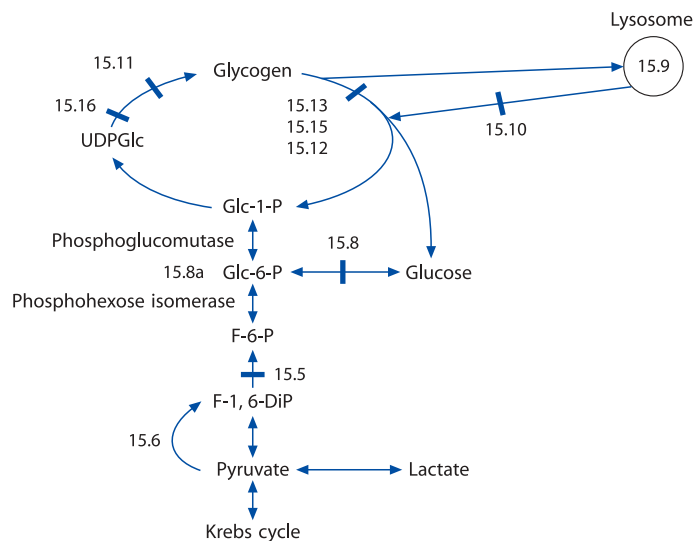 Lysosome
15.9
15.11
Glycogen
15.16
15.13
15.15
15.12
15.10
UDPGlc
Glc-1-P
Phosphoglucomutase
15.8
15.8a
Glc-6-P
Glucose
Phosphohexose isomerase
F-6-P
15.5
F-1, 6-DiP
15.6
Pyruvate
Lactate
Krebs cycle